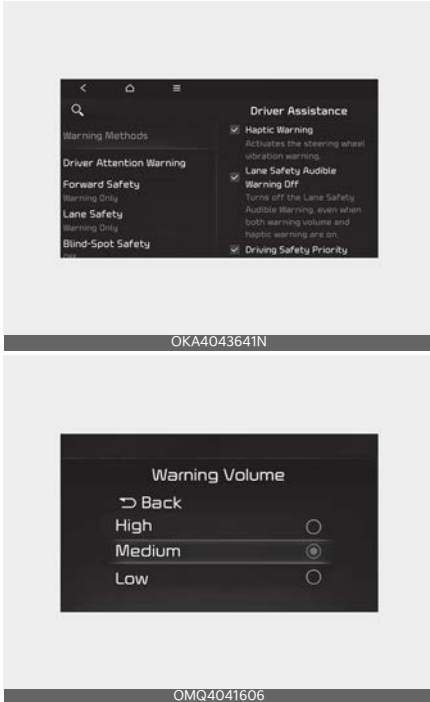 Driver Assistance
Warning Methods
Driver Attention Warning
Forward Safety
Warning Only
Lane Safety
Warning Only
Blind-Spot Safety
Off
Haptic Warning
Activates the steering wheel
vibration warning.
Lane Safety Audible
Warning Off
Turns off the Lane Safety
Audible Warning, even when
both warning volume and
haptic warning are on.
Driving Safety Priority
OKA4043641N
Warning Volume
Back
High
Medium
Low
OMQ4041606